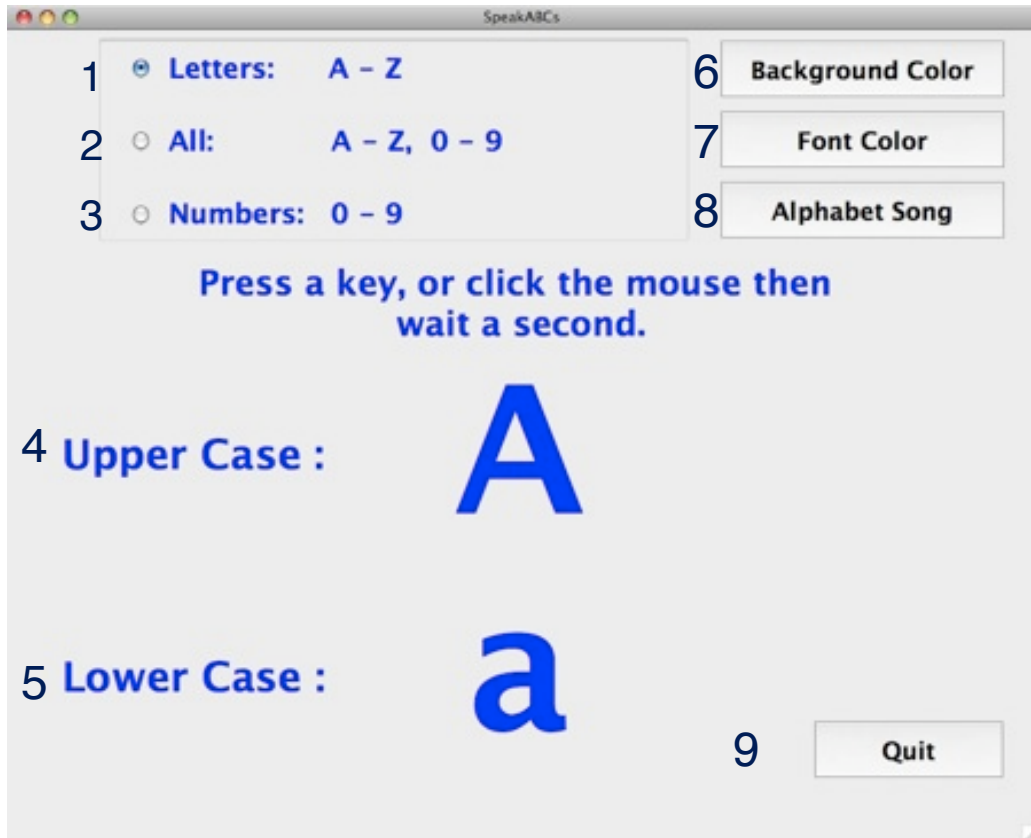 SpeakABCs
1 Letters: A – Z
2 All: A – Z, 0 – 9
3 Numbers: 0 – 9
6 Background Color
7 Font Color
8 Alphabet Song
Press a key, or click the mouse then
wait a second.
4 Upper Case : A
5 Lower Case : a
9 Quit